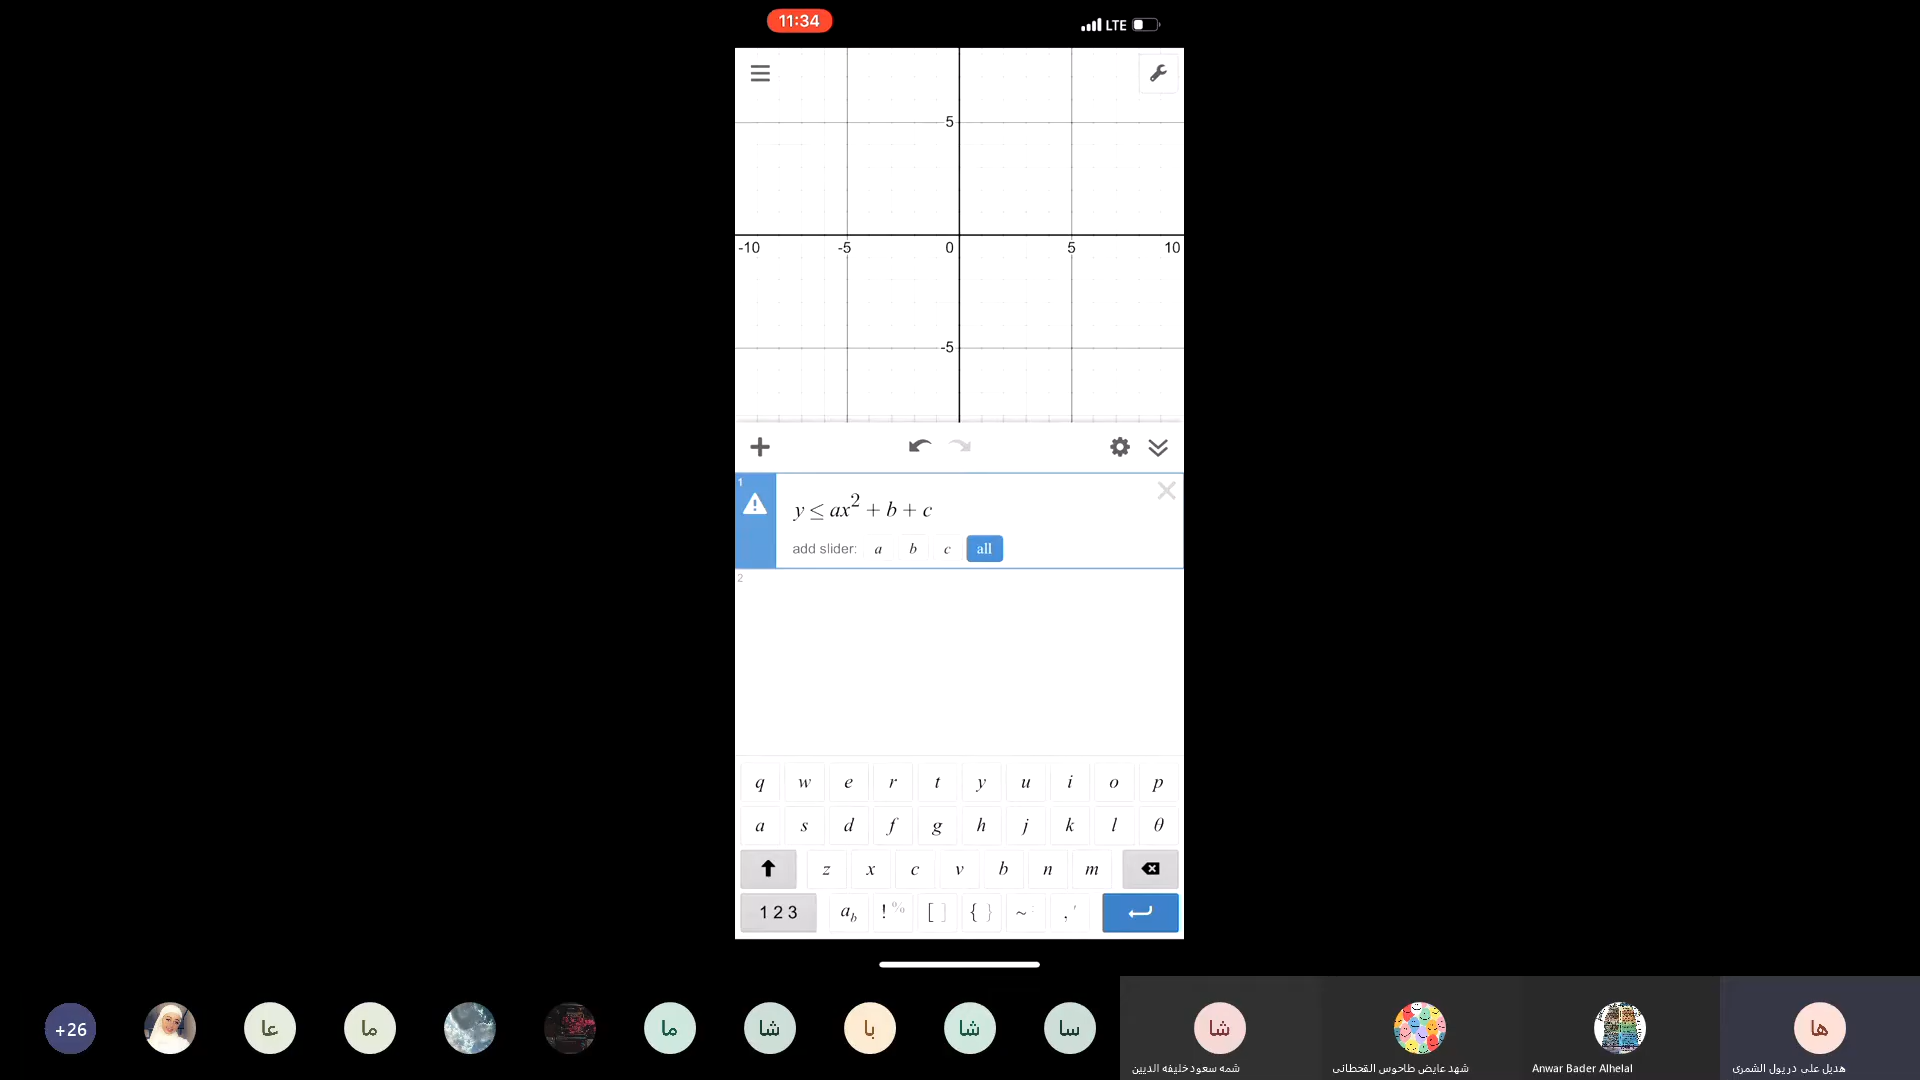 11:34
LTE
5
-10
-5
0
5
10
-5
1
y ≤ ax² + b + c
add slider: a b c all
2
q w e r t y u i o p
a s d f g h j k l θ
z x c v b n m
1 2 3 a_b !% [ ] { } ~: ,'
+26
عا
ما
ما
شا
با
شا
سا
شا
شمه سعود خليفه الديين
شهد عايض طاحوس القحطانى
Anwar Bader Alhelal
ها
هديل على دريول الشمرى